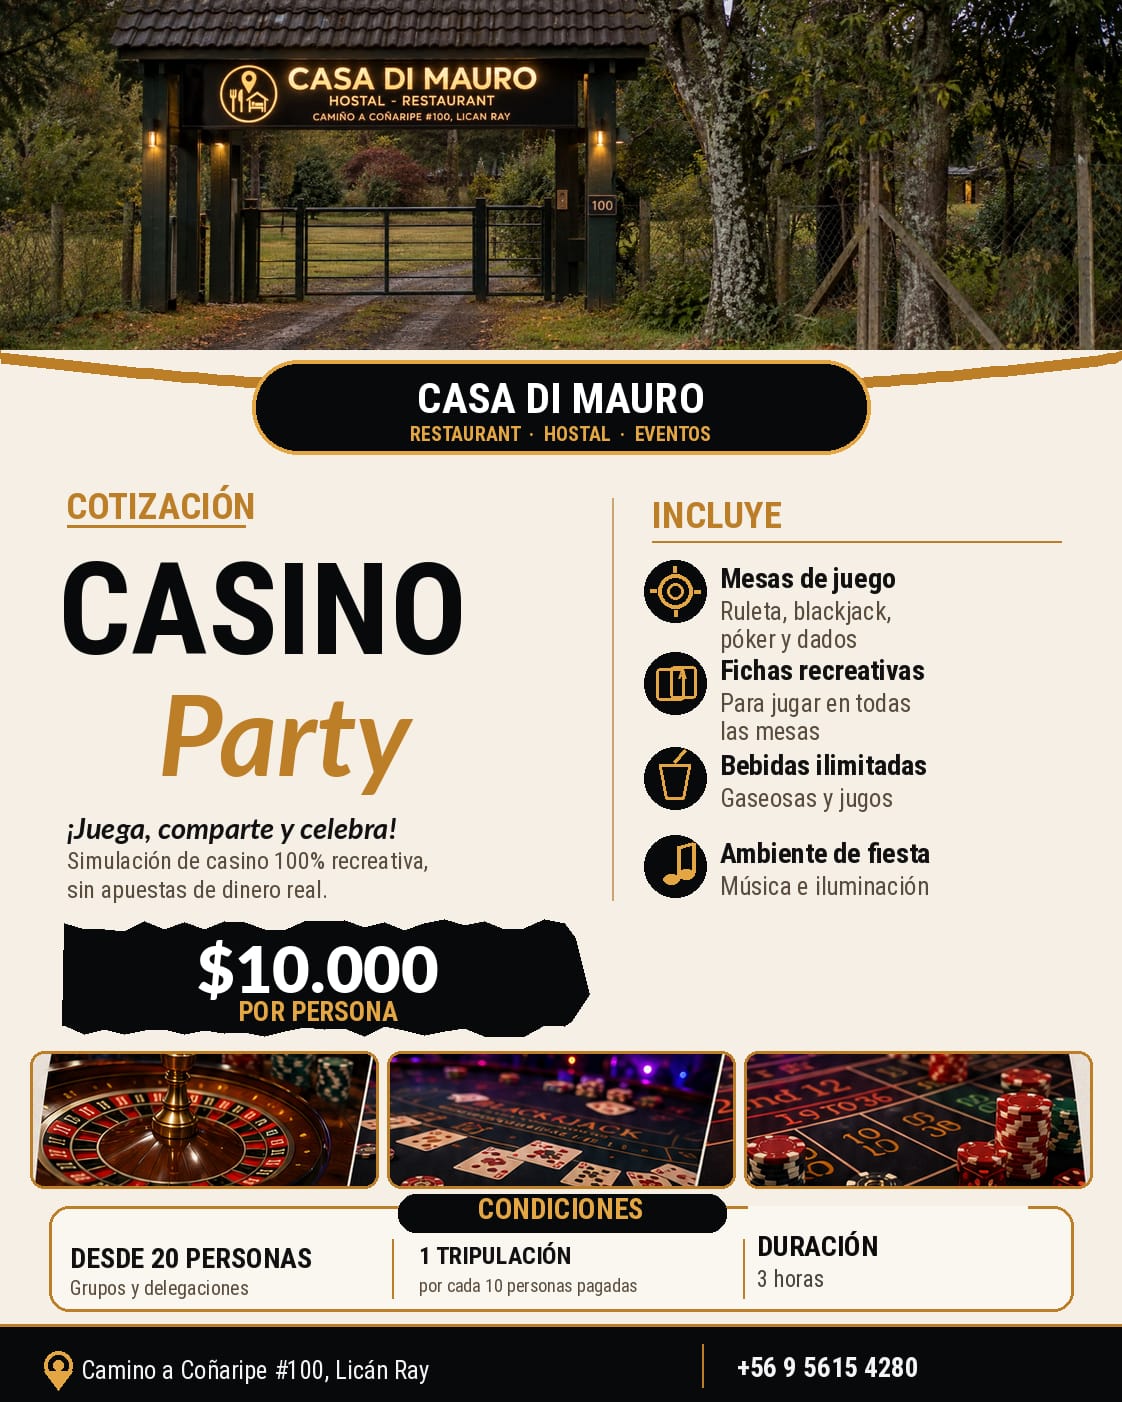 CASA DI MAURO
HOSTAL - RESTAURANT
CAMIÑO A COÑARIPE #100, LICAN RAY
100
CASA DI MAURO
RESTAURANT · HOSTAL · EVENTOS
COTIZACIÓN
CASINO
Party
¡Juega, comparte y celebra!
Simulación de casino 100% recreativa,
sin apuestas de dinero real.
$10.000
POR PERSONA
INCLUYE
Mesas de juego
Ruleta, blackjack,
póker y dados
Fichas recreativas
Para jugar en todas
las mesas
Bebidas ilimitadas
Gaseosas y jugos
Ambiente de fiesta
Música e iluminación
BLACKJACK
2nd 12
CONDICIONES
DESDE 20 PERSONAS
Grupos y delegaciones
1 TRIPULACIÓN
por cada 10 personas pagadas
DURACIÓN
3 horas
Camino a Coñaripe #100, Licán Ray
+56 9 5615 4280